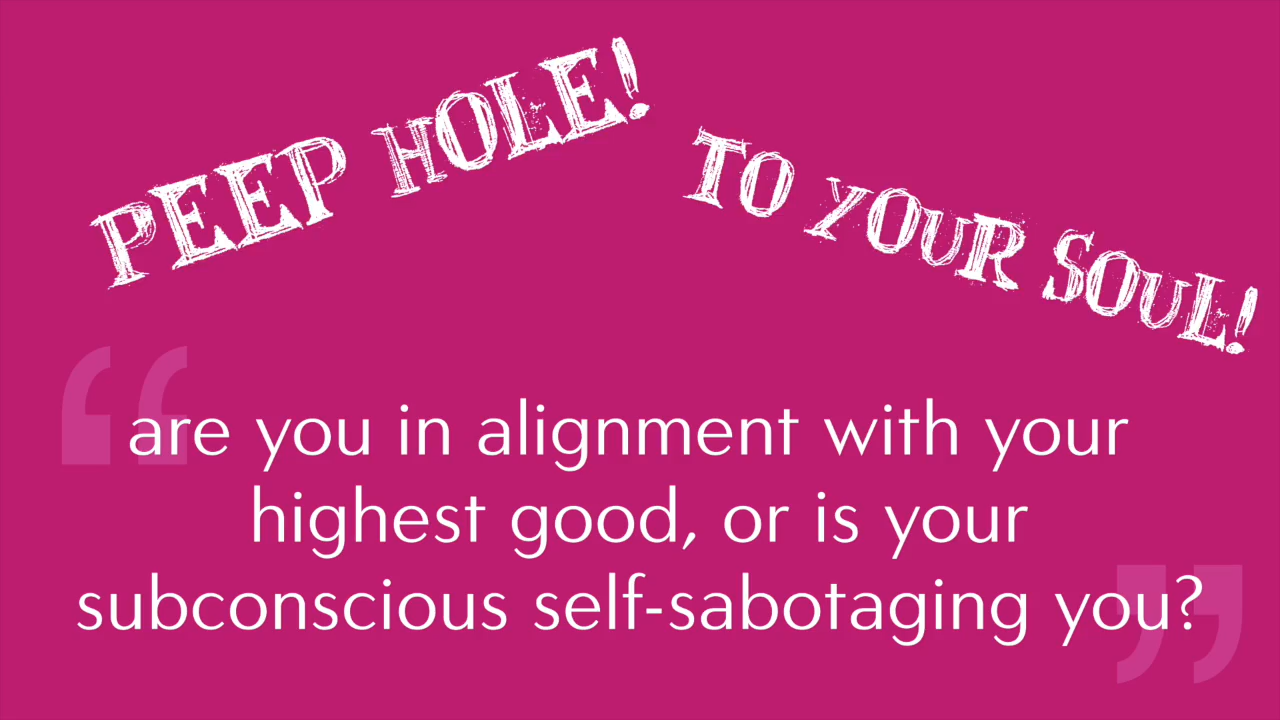 PEEP HOLE!
TO YOUR SOUL!
are you in alignment with your
highest good, or is your
subconscious self-sabotaging you?